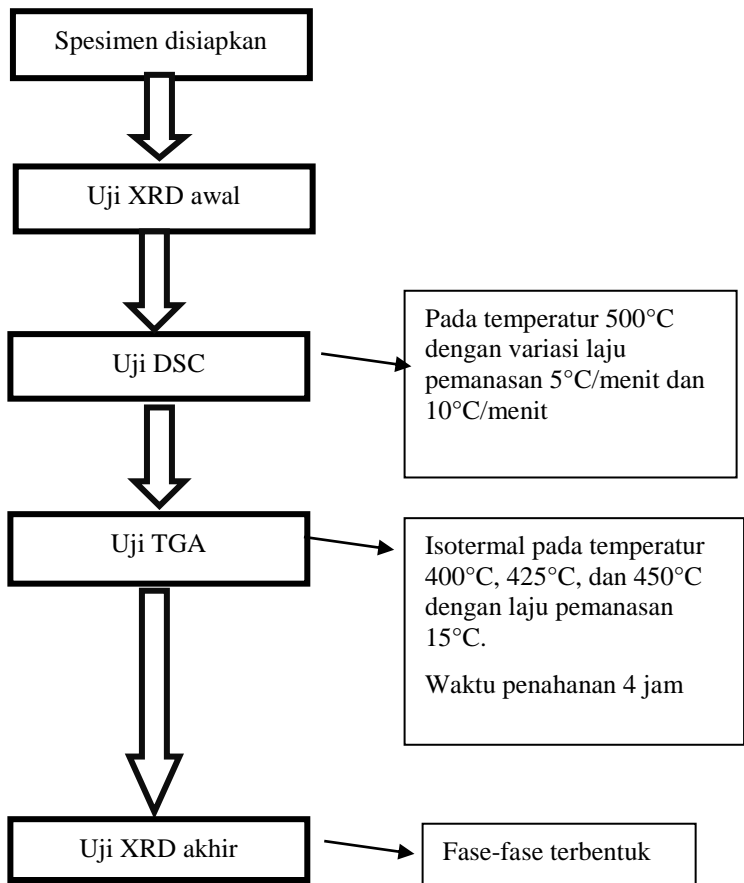 Spesimen disiapkan
Uji XRD awal
Uji DSC
Pada temperatur 500°C
dengan variasi laju
pemanasan 5°C/menit dan
10°C/menit
Uji TGA
Isotermal pada temperatur
400°C, 425°C, dan 450°C
dengan laju pemanasan
15°C.
Waktu penahanan 4 jam
Uji XRD akhir
Fase-fase terbentuk